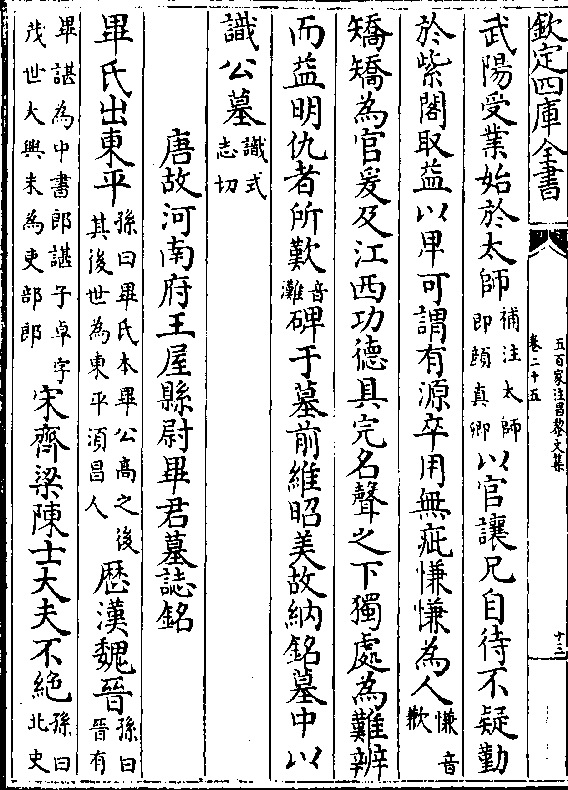 欽定四庫全書
五百家注昌黎文集
卷二十五
十三
武陽受業始於太師補注太師即顔真卿以官讓兄自待不疑勤
於紫閣取益以卑可謂有源卒用無疵慊慊為人慊音歉
矯矯為官爰及江西功德具完名聲之下獨處為難辨
而益明仇者所歎音灘碑于墓前維昭美故納銘墓中以
識公墓識式志切
唐故河南府王屋縣尉畢君墓誌銘
畢氏出東平孫曰畢氏本畢公高之後其後世為東平湏昌人歴漢魏晉孫曰晉有
畢諶為中書郎諶子卓字茂世大興末為吏部郎宋齊梁陳士大夫不絶孫曰北史